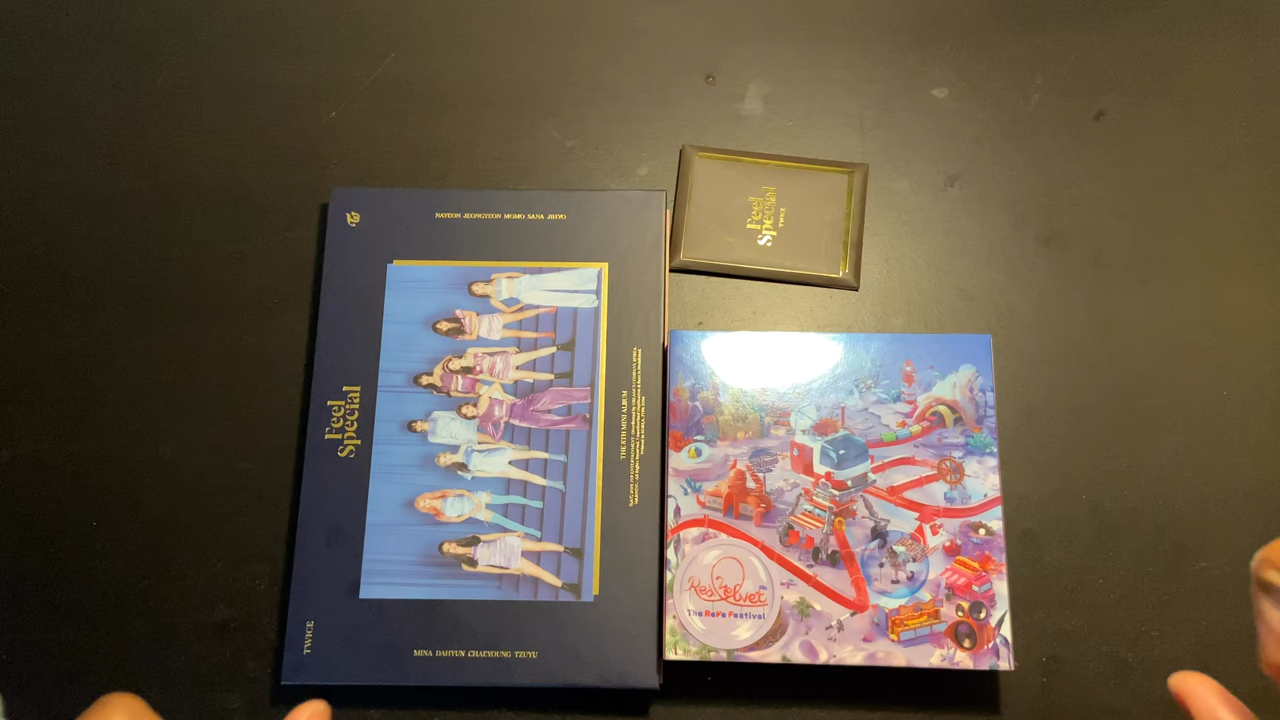 NAYEON JEONGYEON MOMO SANA JIHYO
Feel
Special
THE 8TH MINI ALBUM
TWICE
MINA DAHYUN CHAEYOUNG TZUYU
Feel
Special
TWICE
Red Velvet
The ReVe Festival